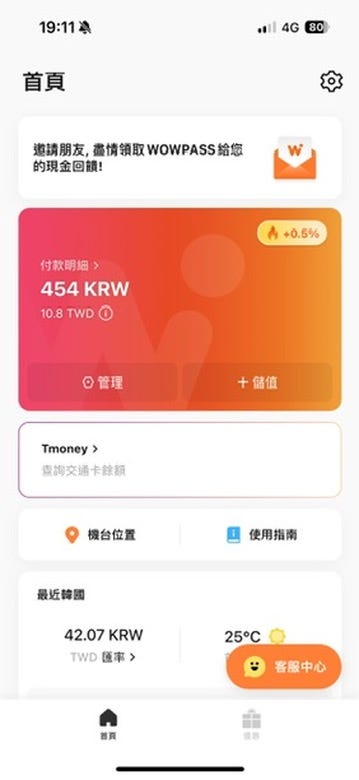 19:11
4G 80
首頁
邀請朋友, 盡情領取 WOWPASS 給您
的現金回饋!
+0.5%
付款明細 >
454 KRW
10.8 TWD
管理
儲值
Tmoney >
查詢交通卡餘額
機台位置
使用指南
最近韓國
42.07 KRW
25°C
TWD 匯率 >
客服中心
首頁
優惠